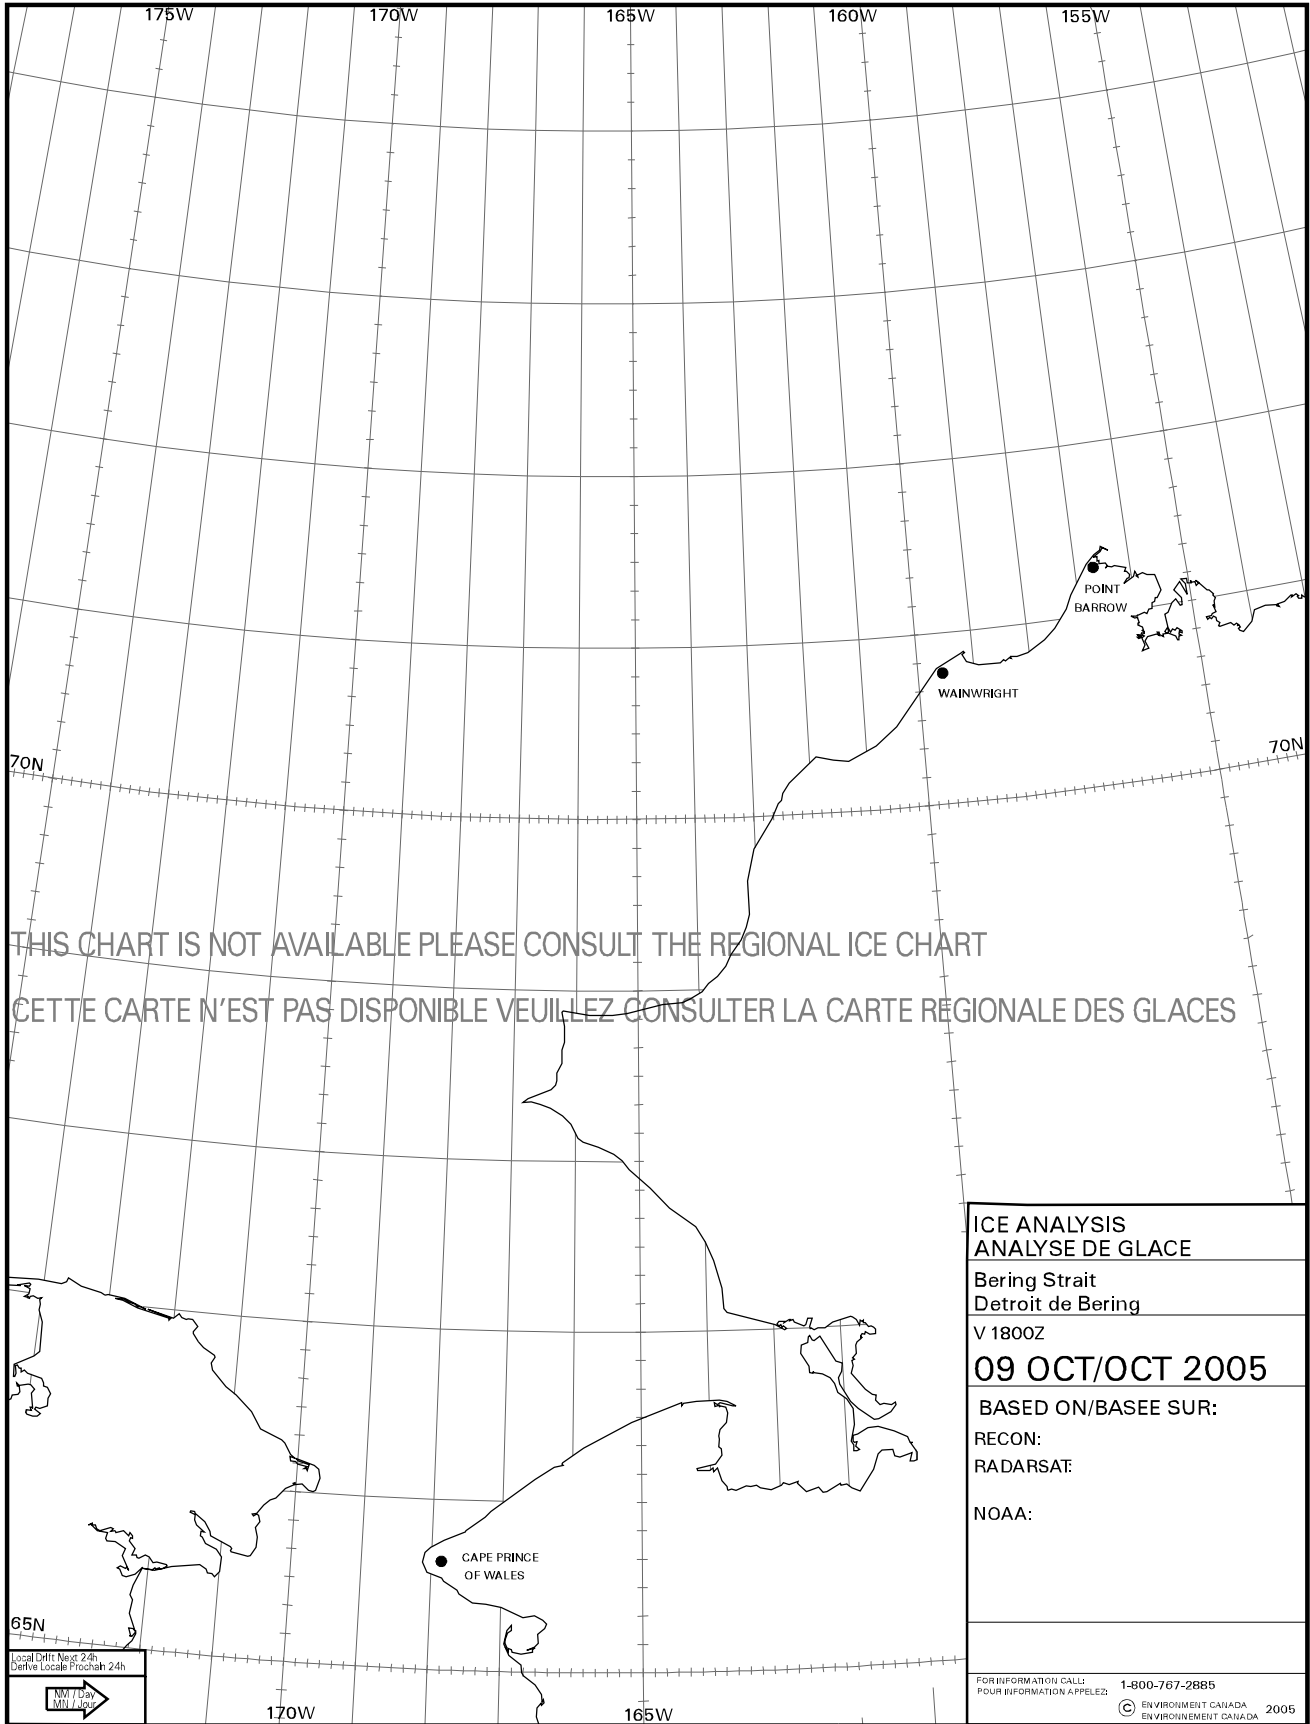 175W 170W 165W 160W 155W
POINT
BARROW
WAINWRIGHT
70N 70N
THIS CHART IS NOT AVAILABLE PLEASE CONSULT THE REGIONAL ICE CHART
CETTE CARTE N'EST PAS DISPONIBLE VEUILLEZ CONSULTER LA CARTE REGIONALE DES GLACES
CAPE PRINCE
OF WALES
65N
Local Drift Next 24h
Derive Locale Prochain 24h
NM / Day
MN / Jour
170W 165W
ICE ANALYSIS
ANALYSE DE GLACE
Bering Strait
Detroit de Bering
V 1800Z
09 OCT/OCT 2005
BASED ON/BASEE SUR:
RECON:
RADARSAT:
NOAA:
FOR INFORMATION CALL: 1-800-767-2885
POUR INFORMATION APPELEZ:
© ENVIRONMENT CANADA 2005
ENVIRONNEMENT CANADA